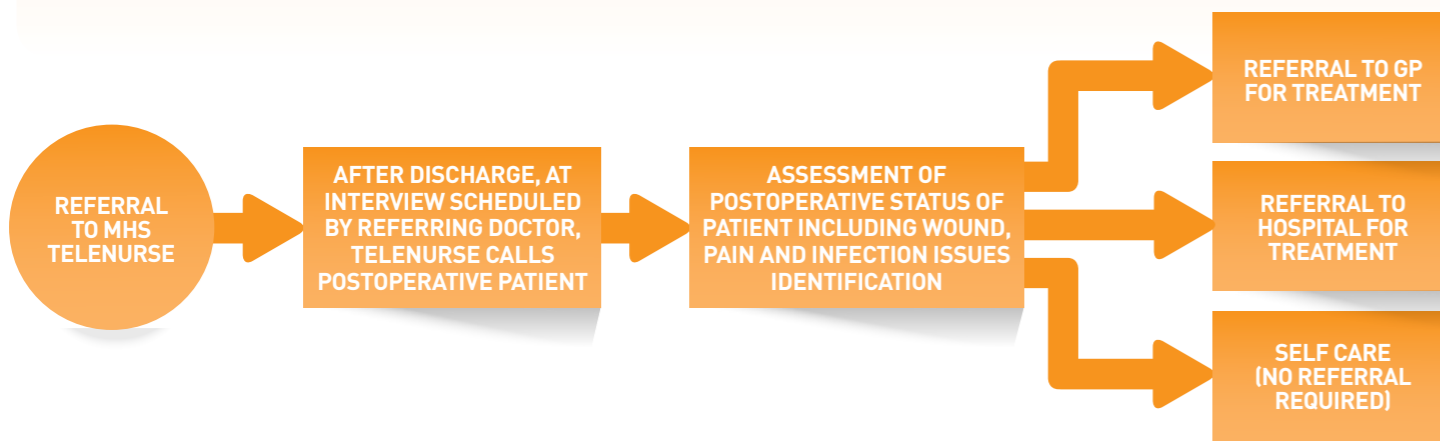 REFERRAL
TO MHS
TELENURSE
AFTER DISCHARGE, AT
INTERVIEW SCHEDULED
BY REFERRING DOCTOR,
TELENURSE CALLS
POSTOPERATIVE PATIENT
ASSESSMENT OF
POSTOPERATIVE STATUS OF
PATIENT INCLUDING WOUND,
PAIN AND INFECTION ISSUES
IDENTIFICATION
REFERRAL TO GP
FOR TREATMENT
REFERRAL TO
HOSPITAL FOR
TREATMENT
SELF CARE
(NO REFERRAL
REQUIRED)